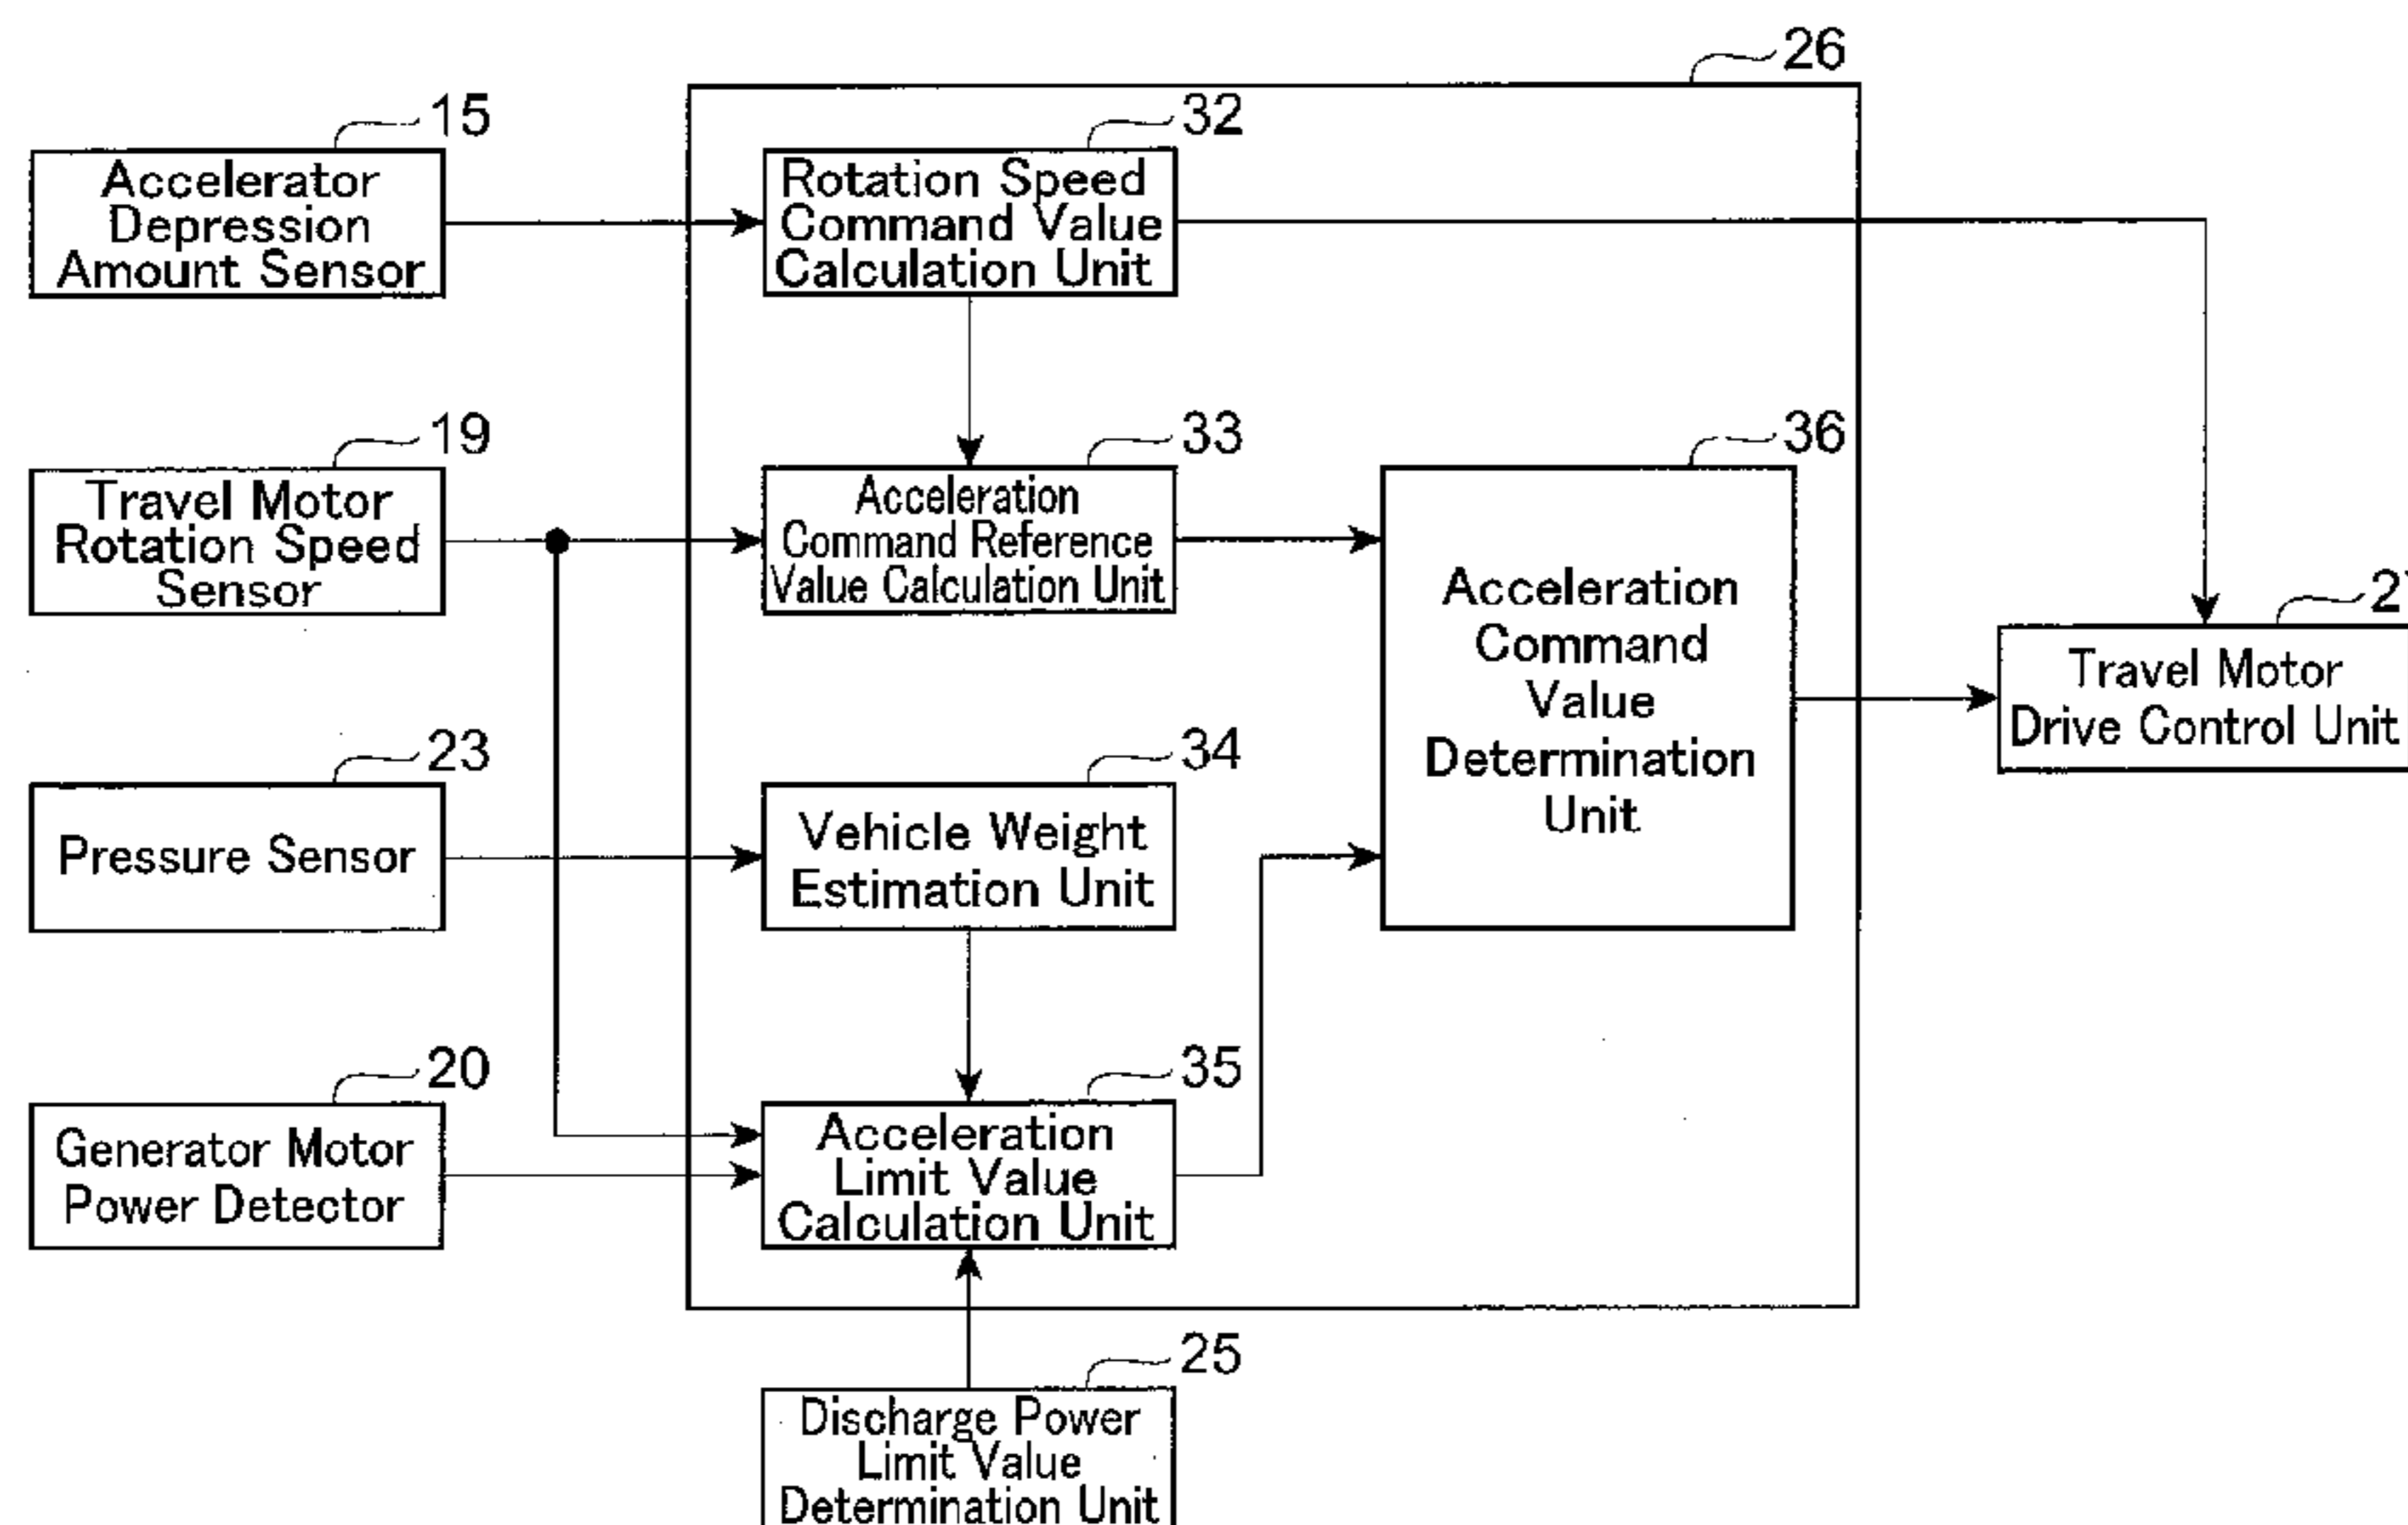 26
15
32
Accelerator
Depression
Amount Sensor
Rotation Speed
Command Value
Calculation Unit
19
33
36
Travel Motor
Rotation Speed
Sensor
Acceleration
Command Reference
Value Calculation Unit
Acceleration
Command
Value
Determination
Unit
Travel Motor
Drive Control Unit
23
34
Pressure Sensor
Vehicle Weight
Estimation Unit
20
35
Generator Motor
Power Detector
Acceleration
Limit Value
Calculation Unit
25
Discharge Power
Limit Value
Determination Unit